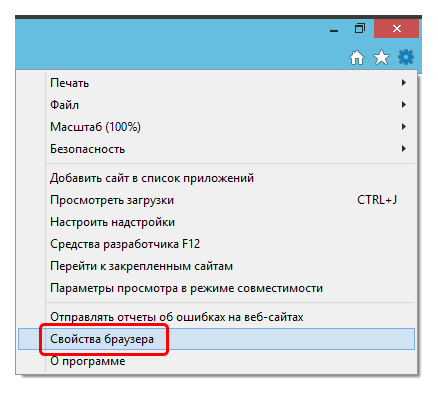 Печать
Файл
Масштаб (100%)
Безопасность
Добавить сайт в список приложений
Просмотреть загрузки CTRL+J
Настроить надстройки
Средства разработчика F12
Перейти к закрепленным сайтам
Параметры просмотра в режиме совместимости
Отправлять отчеты об ошибках на веб-сайтах
Свойства браузера
О программе